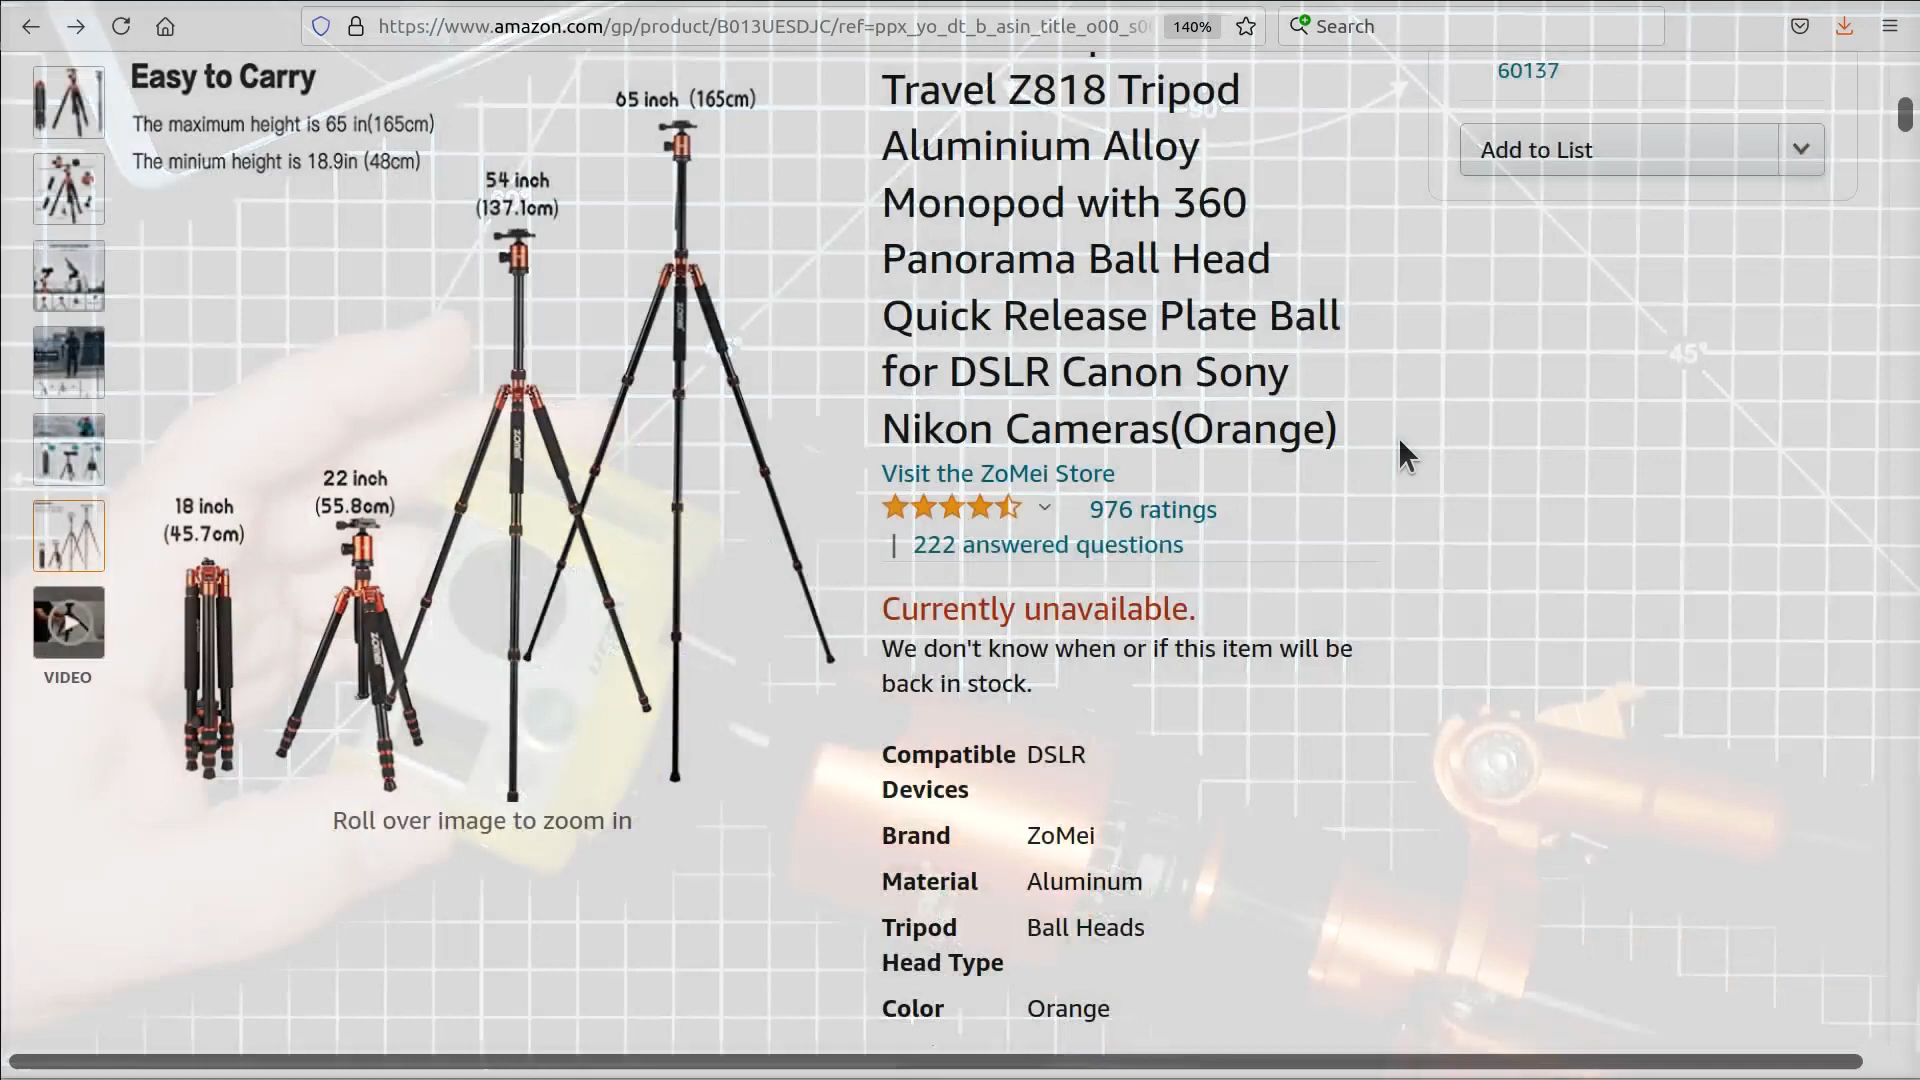 https://www.amazon.com/gp/product/B013UESDJC/ref=ppx_yo_dt_b_asin_title_o00_s0
140%
Search
Easy to Carry
The maximum height is 65 in(165cm)
The minium height is 18.9in (48cm)
65 inch (165cm)
54 inch
(137.1cm)
22 inch
(55.8cm)
18 inch
(45.7cm)
ZOMEI
ZOMEI
ZOMEI
VIDEO
Roll over image to zoom in
Travel Z818 Tripod
Aluminium Alloy
Monopod with 360
Panorama Ball Head
Quick Release Plate Ball
for DSLR Canon Sony
Nikon Cameras(Orange)
Visit the ZoMei Store
976 ratings
| 222 answered questions
Currently unavailable.
We don't know when or if this item will be
back in stock.
Compatible Devices DSLR
Brand ZoMei
Material Aluminum
Tripod Head Type Ball Heads
Color Orange
60137
Add to List
45°